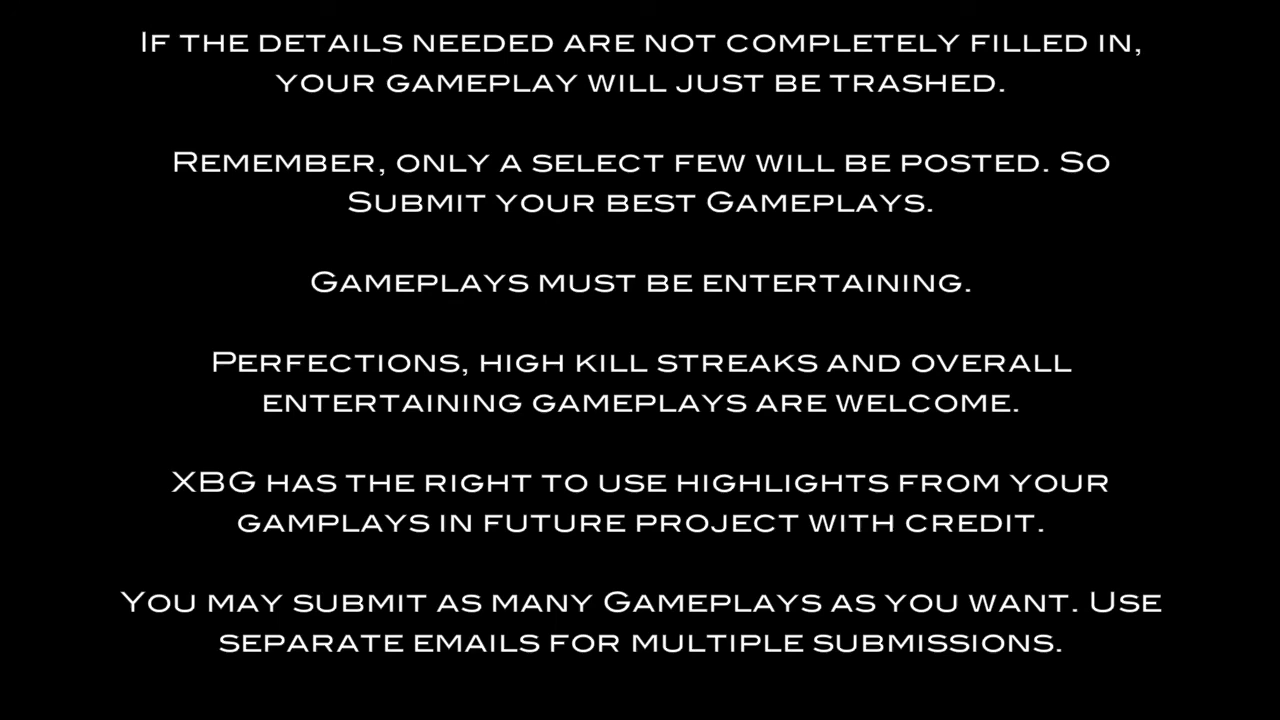 If the details needed are not completely filled in,
your gameplay will just be trashed.
Remember, only a select few will be posted. So
Submit your best Gameplays.
Gameplays must be entertaining.
Perfections, high kill streaks and overall
entertaining gameplays are welcome.
XBG has the right to use highlights from your
gamplays in future project with credit.
You may submit as many Gameplays as you want. Use
separate emails for multiple submissions.